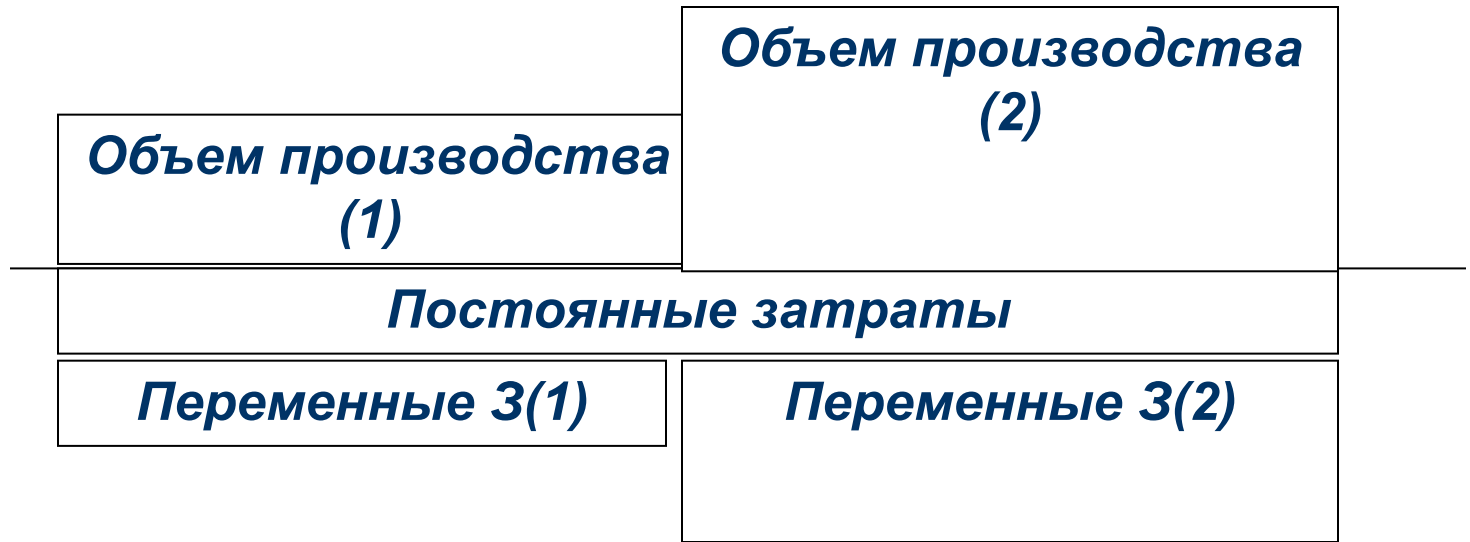 Объем производства
(2)
Объем производства
(1)
Постоянные затраты
Переменные З(1)
Переменные З(2)